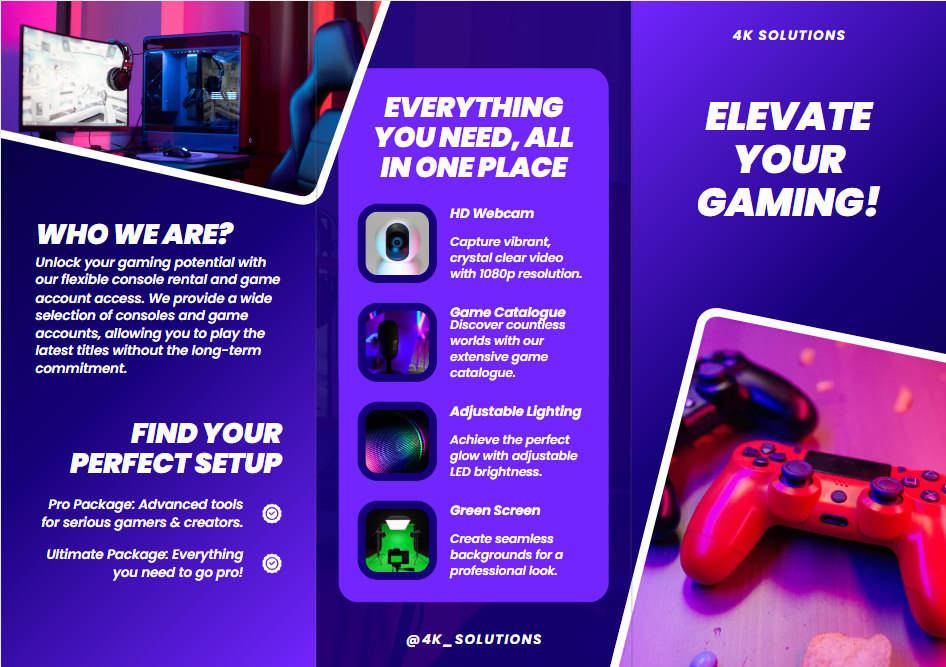 WHO WE ARE?
Unlock your gaming potential with
our flexible console rental and game
account access. We provide a wide
selection of consoles and game
accounts, allowing you to play the
latest titles without the long-term
commitment.
FIND YOUR
PERFECT SETUP
Pro Package: Advanced tools
for serious gamers & creators.
Ultimate Package: Everything
you need to go pro!
EVERYTHING
YOU NEED, ALL
IN ONE PLACE
HD Webcam
Capture vibrant,
crystal clear video
with 1080p resolution.
Game Catalogue
Discover countless
worlds with our
extensive game
catalogue.
Adjustable Lighting
Achieve the perfect
glow with adjustable
LED brightness.
Green Screen
Create seamless
backgrounds for a
professional look.
@4K_SOLUTIONS
4K SOLUTIONS
ELEVATE
YOUR
GAMING!